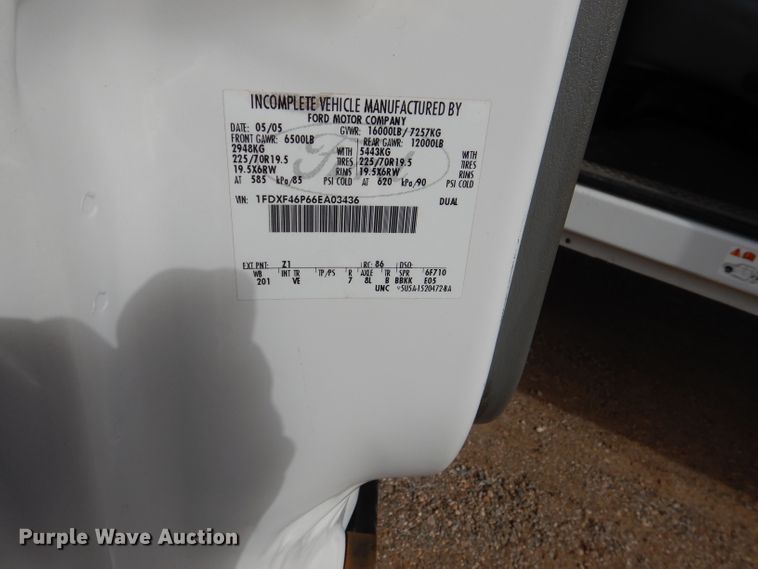 INCOMPLETE VEHICLE MANUFACTURED BY
FORD MOTOR COMPANY
DATE: 05/05 GVWR: 16000LB/7257KG
FRONT GAWR: 6500LB REAR GAWR: 12000LB
2948KG WITH 5443KG WITH
225/70R19.5 TIRES 225/70R19.5 TIRES
19.5X6RW RIMS 19.5X6RW RIMS
AT 585 kPa/85 PSI COLD AT 620 kPa/90 PSI COLD
VIN: 1FDXF46P66EA03436 DUAL
EXT PNT: Z1 RC: 86 DSO:
WB INT TR TP/PS R AXLE TR SPR 6F710
201 VE 7 8L B BBKK E05
UNC
Purple Wave Auction